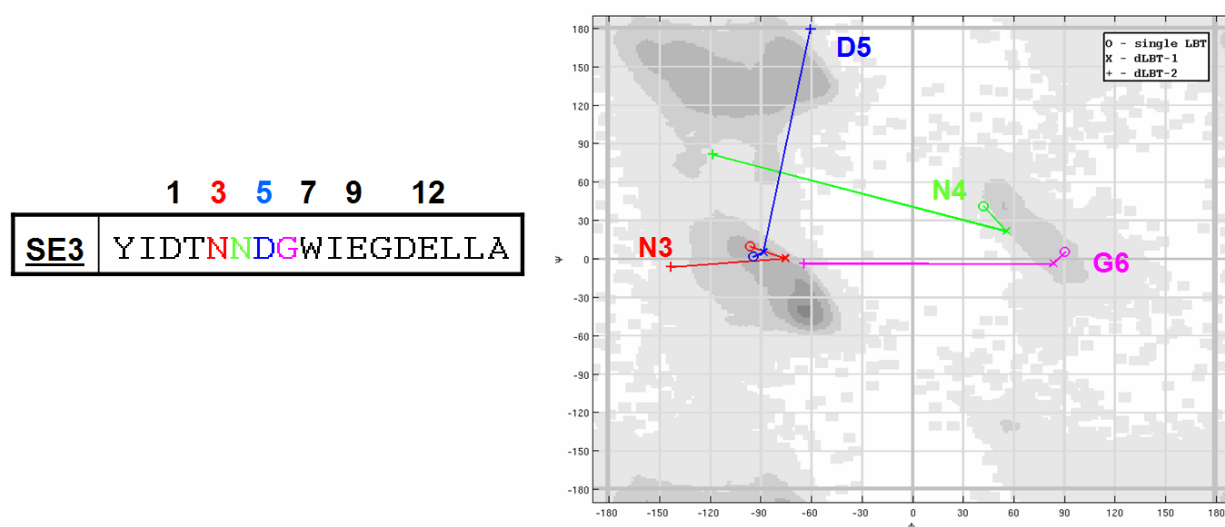 1 3 5 7 9 12
SE3 YIDTNNDGWIEGDELLA
180
150
120
90
60
30
0
-30
-60
-90
-120
-150
-180
ψ
-180 -150 -120 -90 -60 -30 0 30 60 90 120 150 180
O - single LBT
X - dLBT-1
+ - dLBT-2
D5
N4
N3
G6